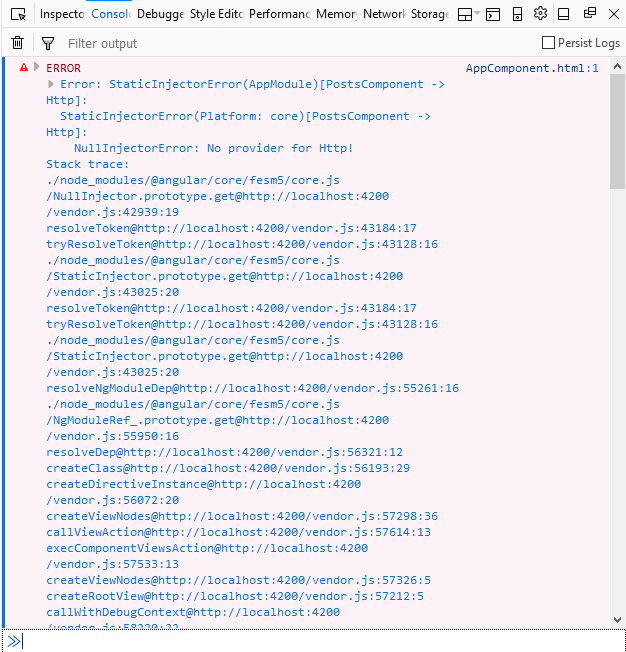 Inspecto Consol Debugge Style Edito Performan Memor Network Storag
Filter output Persist Logs
ERROR AppComponent.html:1
Error: StaticInjectorError(AppModule)[PostsComponent ->
Http]:
StaticInjectorError(Platform: core)[PostsComponent ->
Http]:
NullInjectorError: No provider for Http!
Stack trace:
./node_modules/@angular/core/fesm5/core.js
/NullInjector.prototype.get@http://localhost:4200
/vendor.js:42939:19
resolveToken@http://localhost:4200/vendor.js:43184:17
tryResolveToken@http://localhost:4200/vendor.js:43128:16
./node_modules/@angular/core/fesm5/core.js
/StaticInjector.prototype.get@http://localhost:4200
/vendor.js:43025:20
resolveToken@http://localhost:4200/vendor.js:43184:17
tryResolveToken@http://localhost:4200/vendor.js:43128:16
./node_modules/@angular/core/fesm5/core.js
/StaticInjector.prototype.get@http://localhost:4200
/vendor.js:43025:20
resolveNgModuleDep@http://localhost:4200/vendor.js:55261:16
./node_modules/@angular/core/fesm5/core.js
/NgModuleRef_.prototype.get@http://localhost:4200
/vendor.js:55950:16
resolveDep@http://localhost:4200/vendor.js:56321:12
createClass@http://localhost:4200/vendor.js:56193:29
createDirectiveInstance@http://localhost:4200
/vendor.js:56072:20
createViewNodes@http://localhost:4200/vendor.js:57298:36
callViewAction@http://localhost:4200/vendor.js:57614:13
execComponentViewsAction@http://localhost:4200
/vendor.js:57533:13
createViewNodes@http://localhost:4200/vendor.js:57326:5
createRootView@http://localhost:4200/vendor.js:57212:5
callWithDebugContext@http://localhost:4200